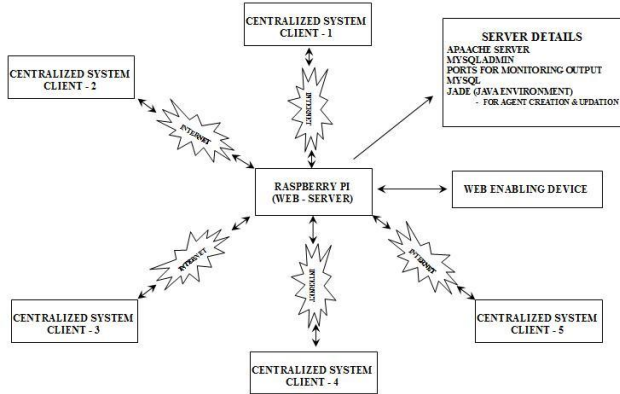 CENTRALIZED SYSTEM
CLIENT - 1
SERVER DETAILS
APAACHE SERVER
MYSQLADMIN
PORTS FOR MONITORING OUTPUT
MYSQL
JADE (JAVA ENVIRONMENT)
- FOR AGENT CREATION & UPDATION
CENTRALIZED SYSTEM
CLIENT - 2
INTERNET
INTERNET
RASPBERRY PI
(WEB - SERVER)
WEB ENABLING DEVICE
INTERNET
INTERNET
INTERNET
CENTRALIZED SYSTEM
CLIENT - 3
CENTRALIZED SYSTEM
CLIENT - 5
CENTRALIZED SYSTEM
CLIENT - 4